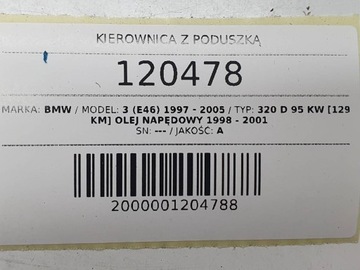 KIEROWNICA Z PODUSZKĄ
120478
MARKA: BMW / MODEL: 3 (E46) 1997 - 2005 / TYP: 320 D 95 KW [129
KM] OLEJ NAPĘDOWY 1998 - 2001
SN: --- / JAKOŚĆ: A
2000001204788